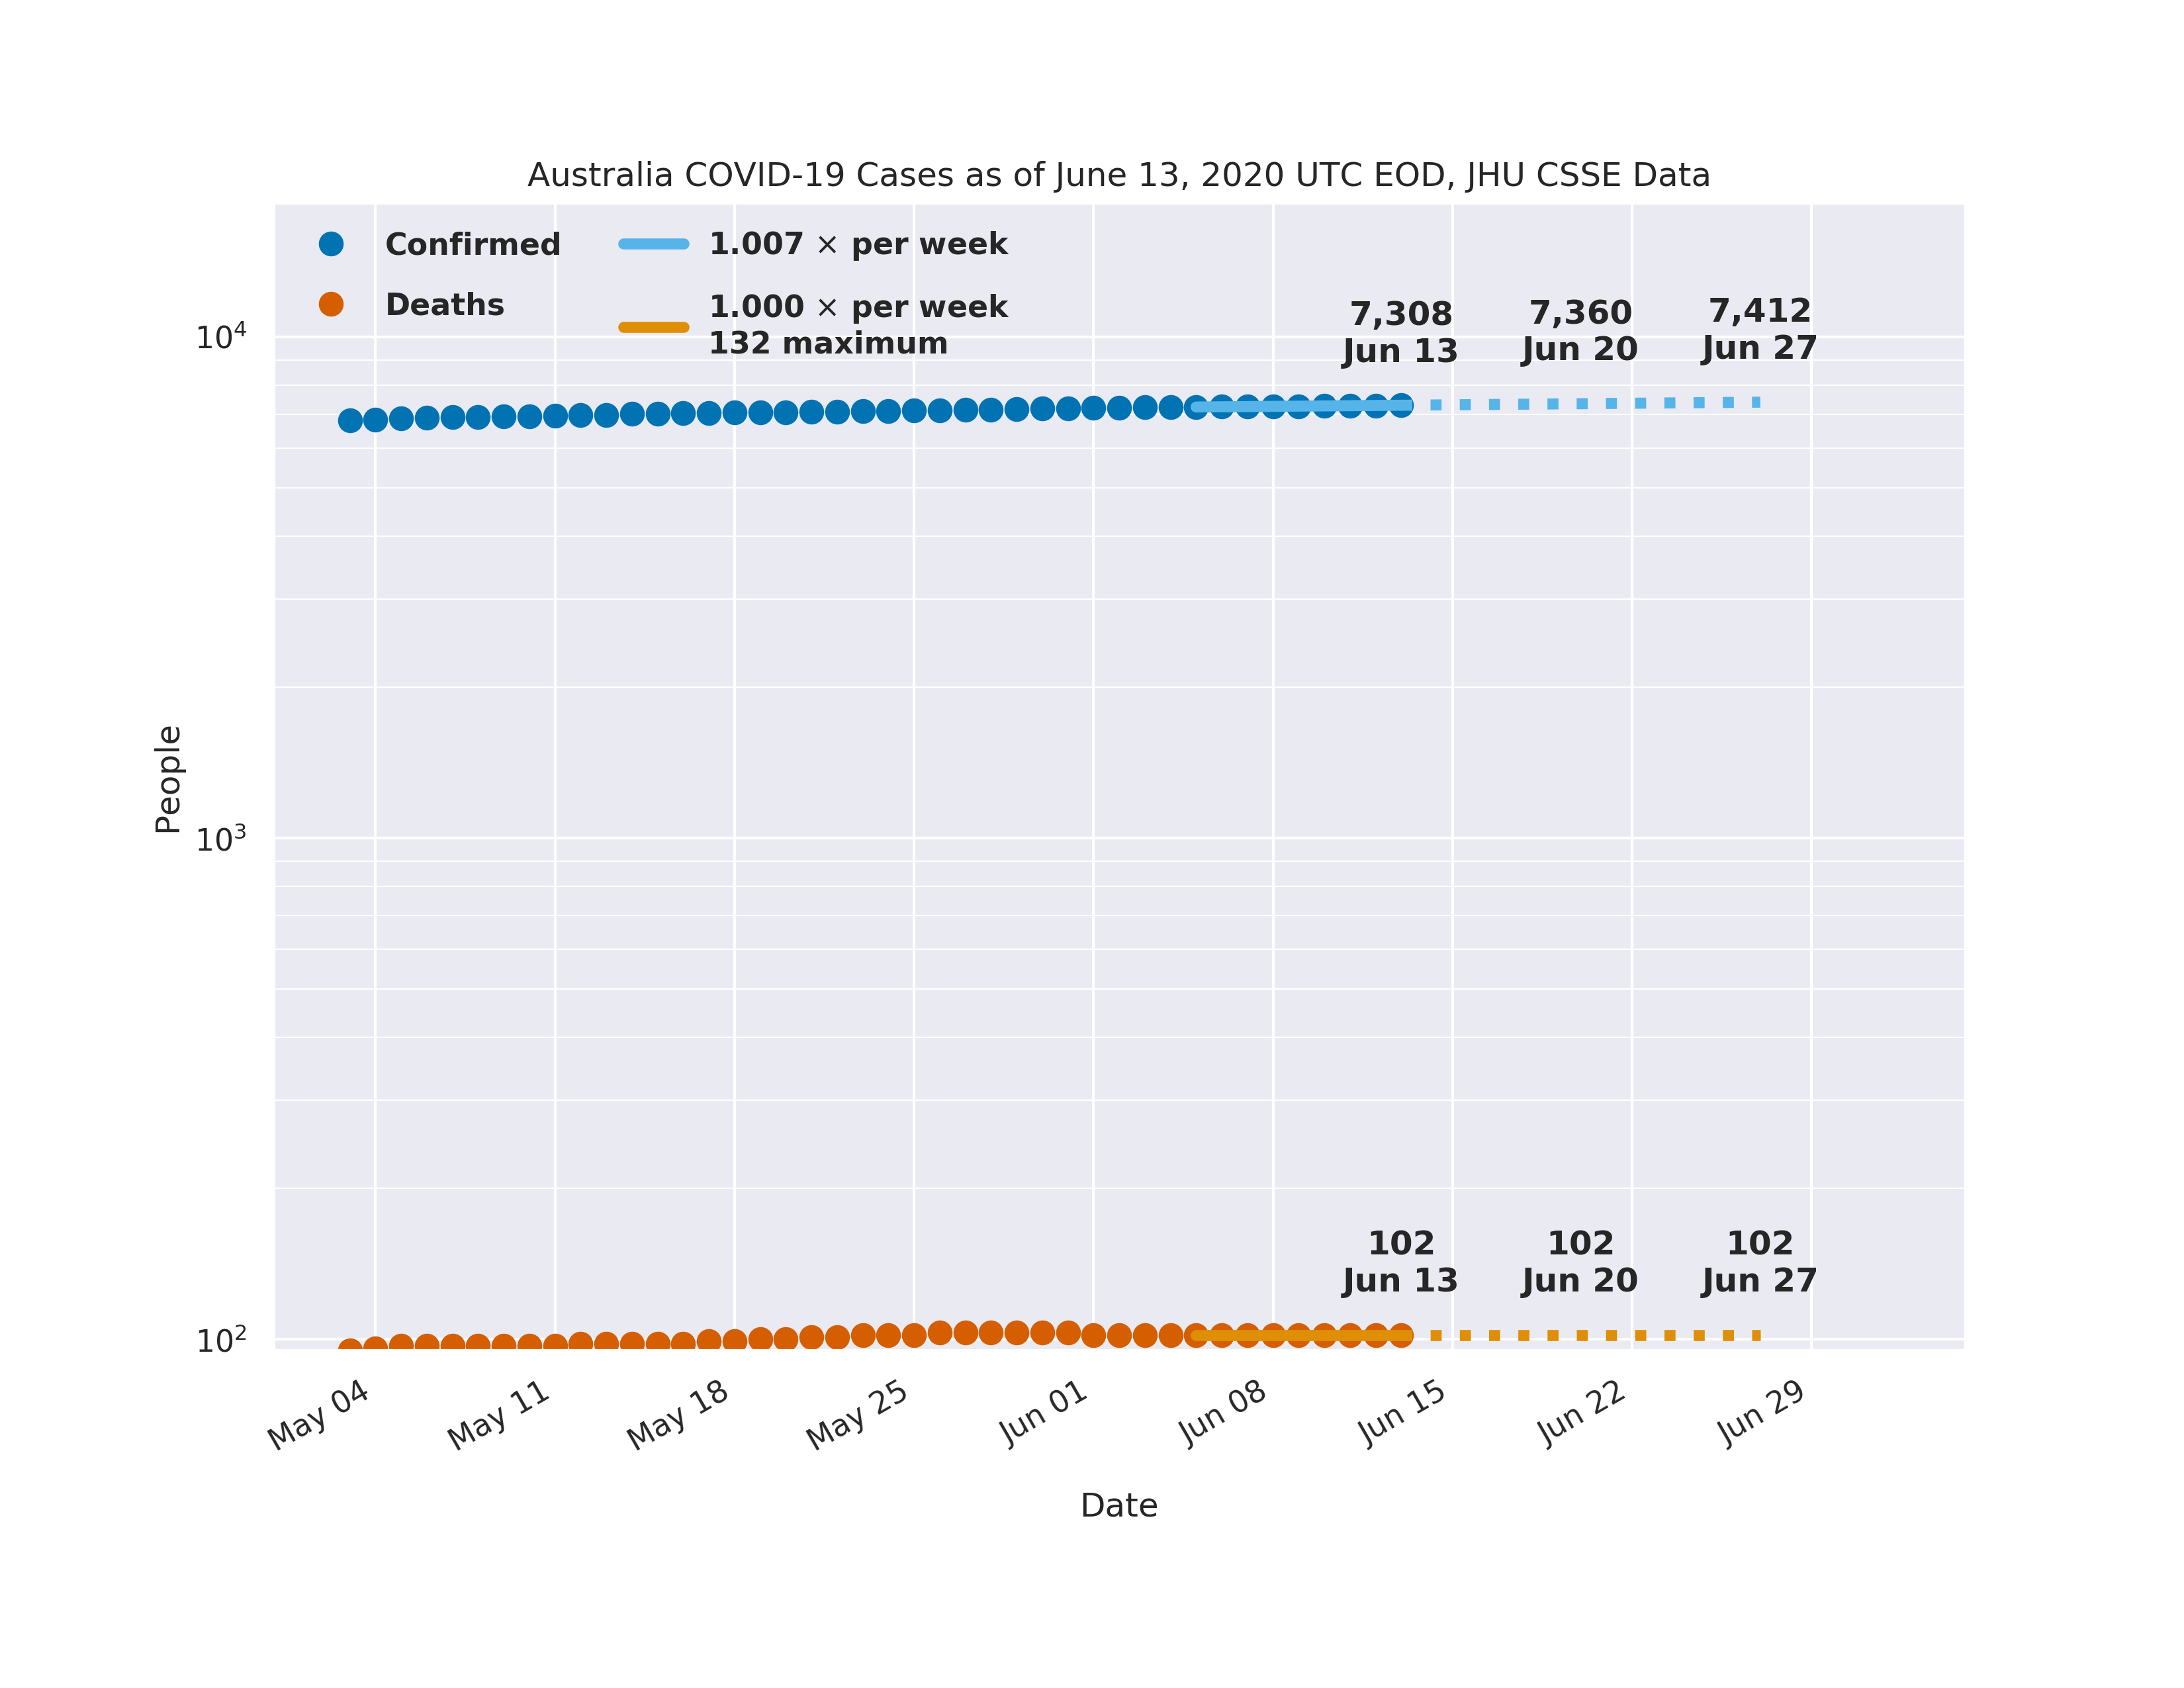 Australia COVID-19 Cases as of June 13, 2020 UTC EOD, JHU CSSE Data
Confirmed
Deaths
1.007 × per week
1.000 × per week
132 maximum
7,308
Jun 13
7,360
Jun 20
7,412
Jun 27
102
Jun 13
102
Jun 20
102
Jun 27
People
10⁴
10³
10²
May 04
May 11
May 18
May 25
Jun 01
Jun 08
Jun 15
Jun 22
Jun 29
Date